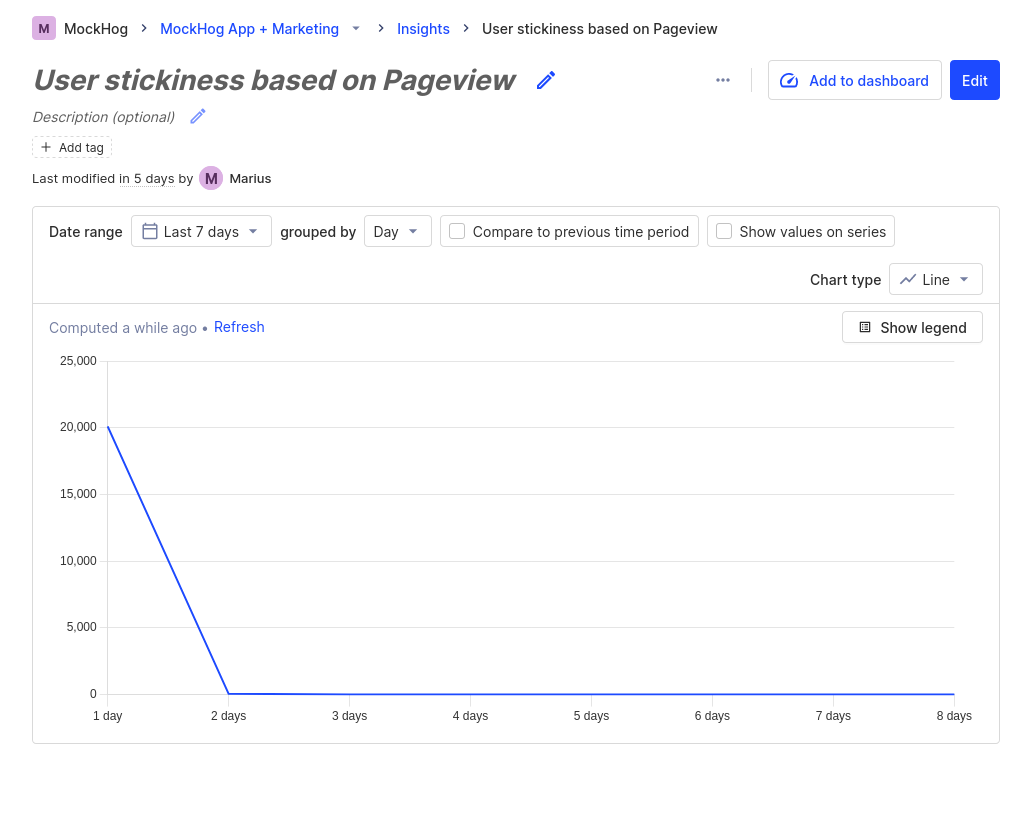 M MockHog MockHog App + Marketing Insights User stickiness based on Pageview
User stickiness based on Pageview
Add to dashboard
Edit
Description (optional)
Add tag
Last modified in 5 days by M Marius
Date range Last 7 days grouped by Day Compare to previous time period Show values on series
Chart type Line
Computed a while ago • Refresh
Show legend
25,000
20,000
15,000
10,000
5,000
0
1 day 2 days 3 days 4 days 5 days 6 days 7 days 8 days